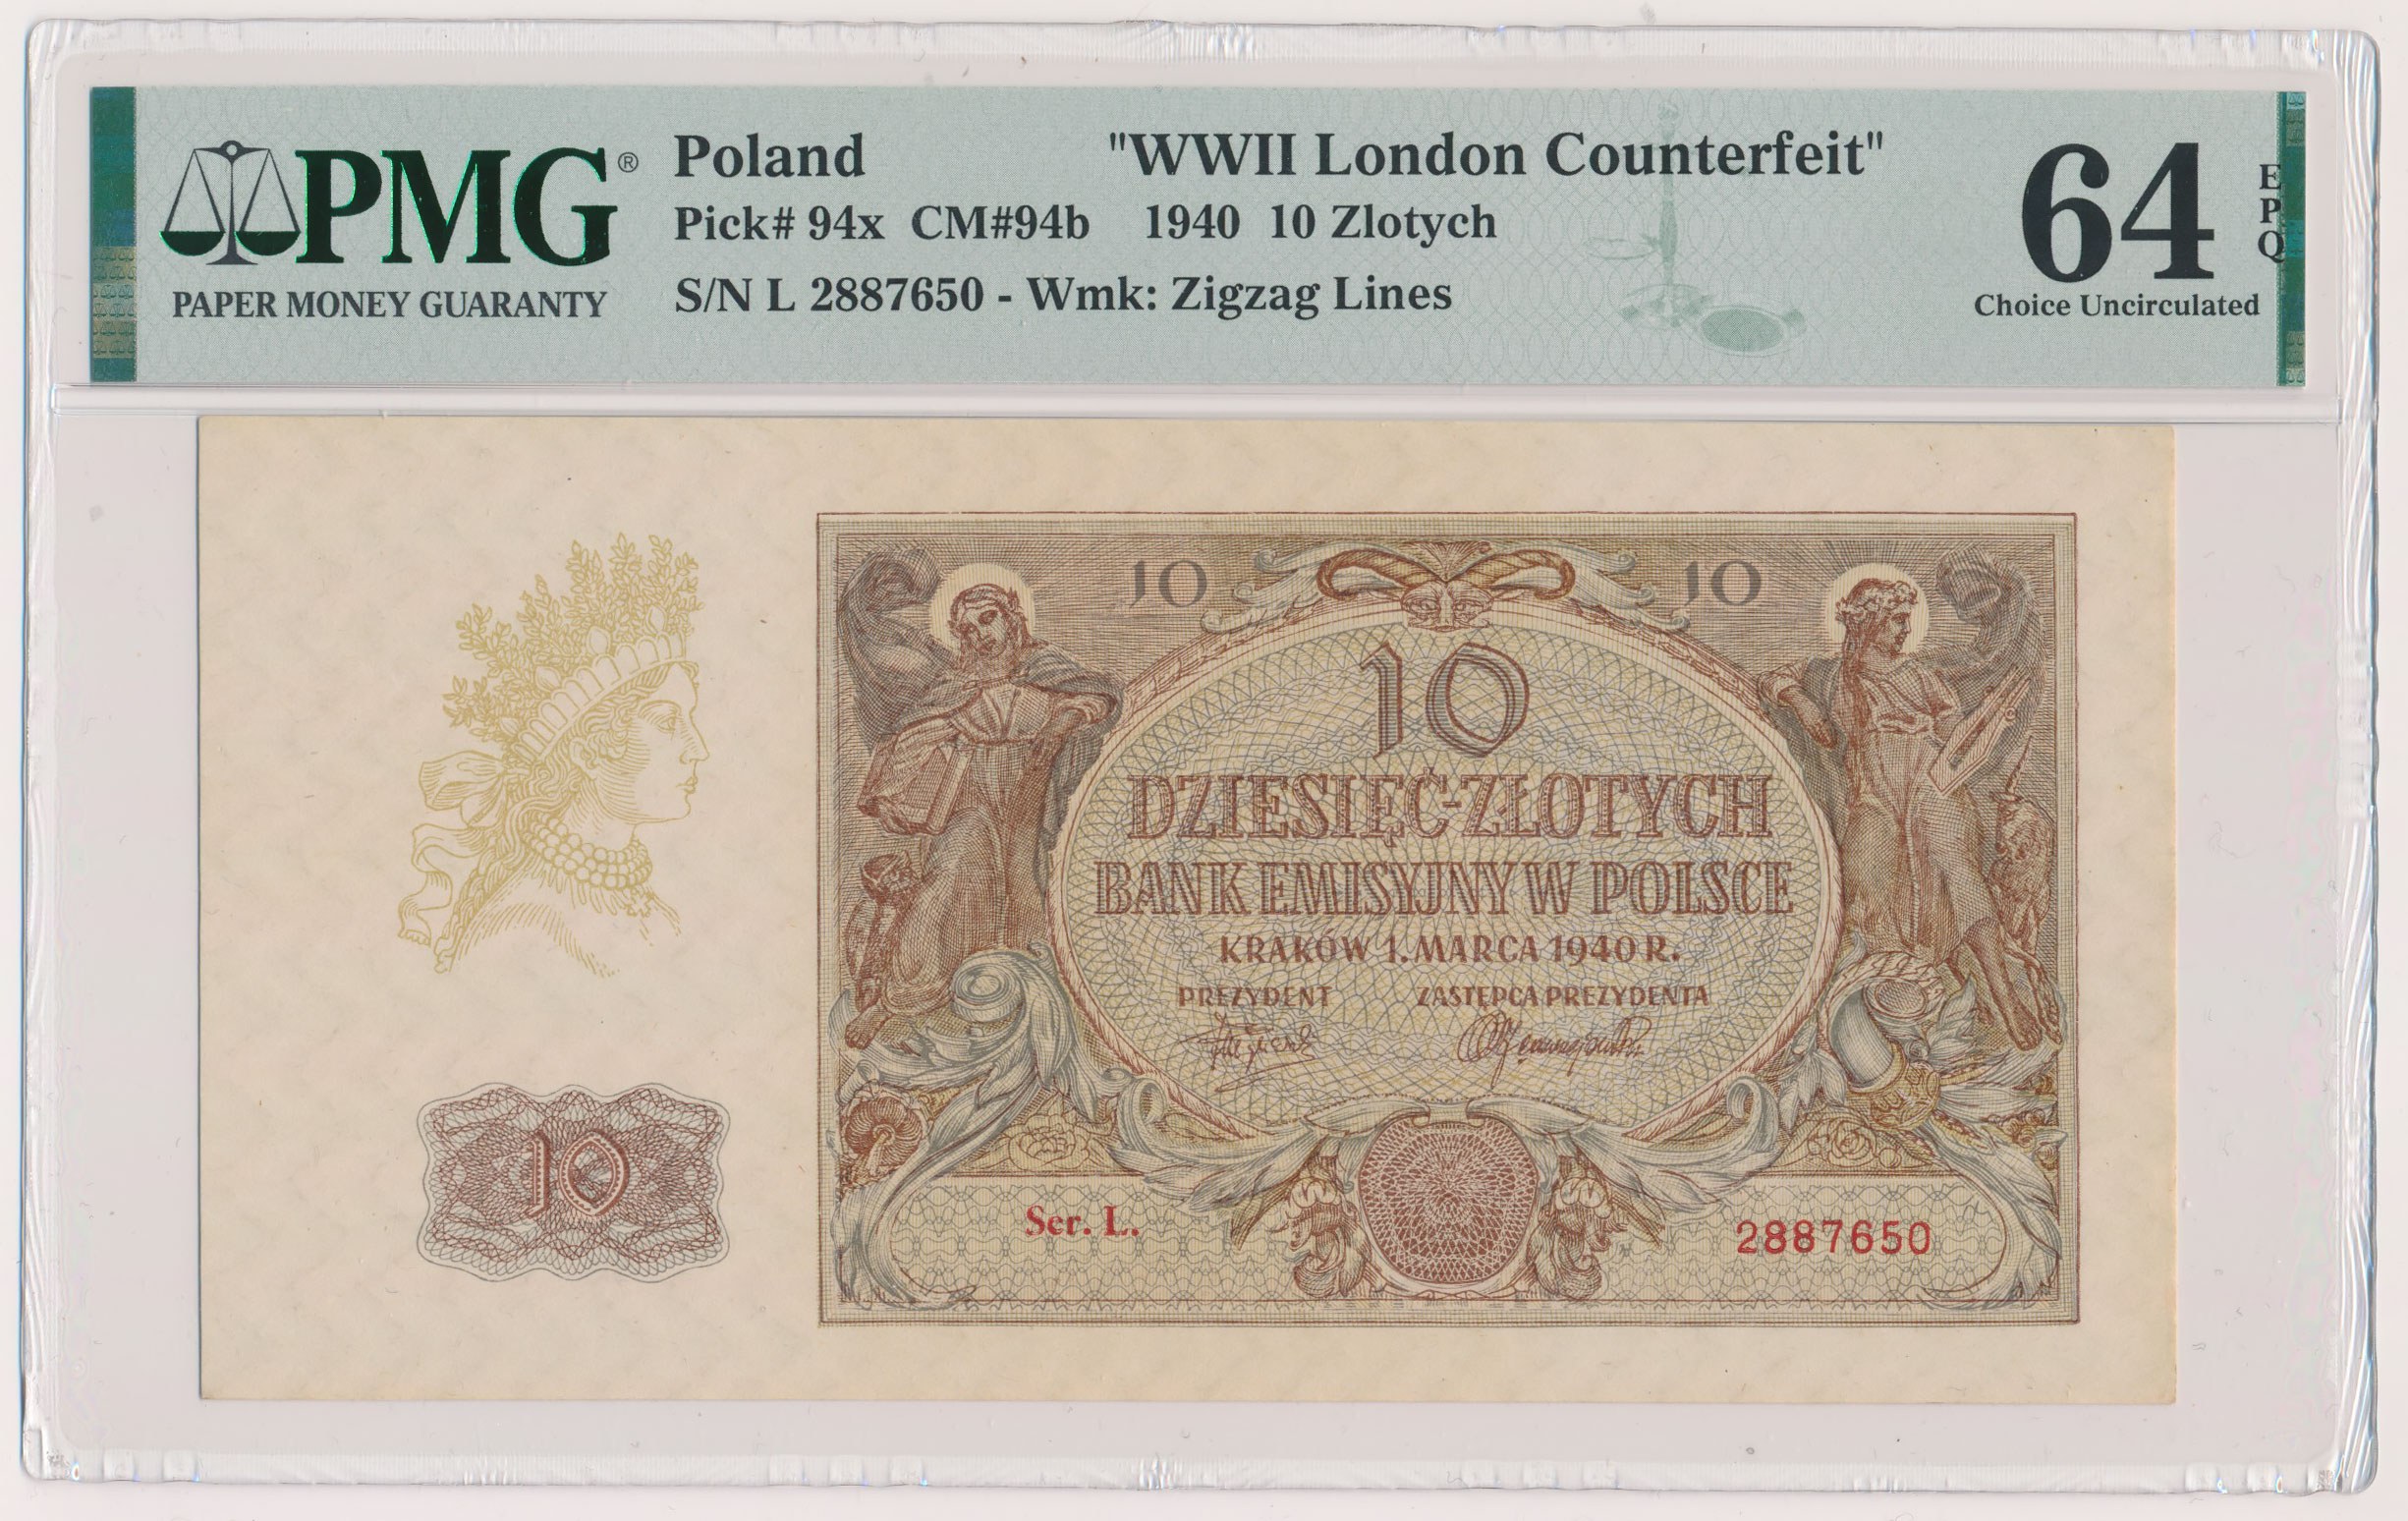 PMG®
PAPER MONEY GUARANTY
Poland "WWII London Counterfeit"
Pick# 94x CM#94b 1940 10 Zlotych
S/N L 2887650 - Wmk: Zigzag Lines
64
EPQ
Choice Uncirculated
10 10
10
DZIESIĘĆ-ZŁOTYCH
BANK EMISYJNY W POLSCE
KRAKÓW 1. MARCA 1940 R.
PREZYDENT ZASTĘPCA PREZYDENTA
10
Ser. L. 2887650